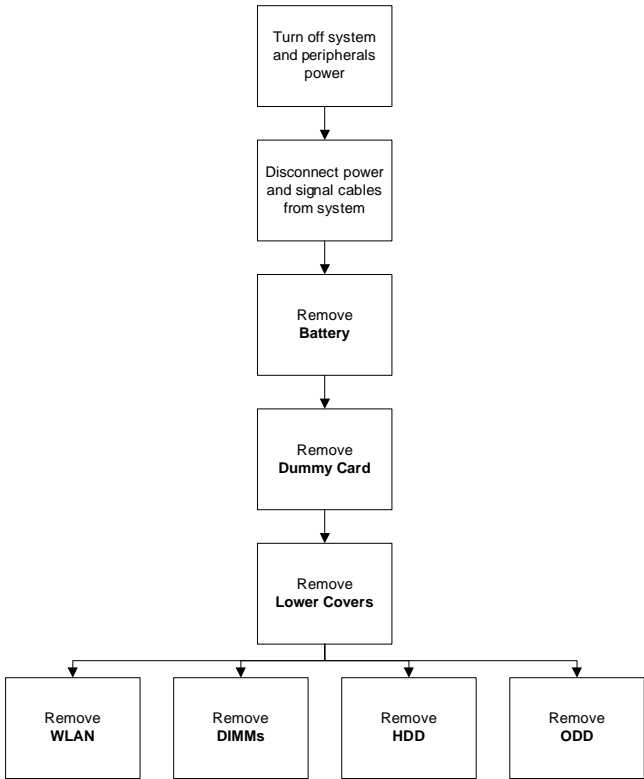 Turn off system
and peripherals
power
Disconnect power
and signal cables
from system
Remove
Battery
Remove
Dummy Card
Remove
Lower Covers
Remove
WLAN
Remove
DIMMs
Remove
HDD
Remove
ODD